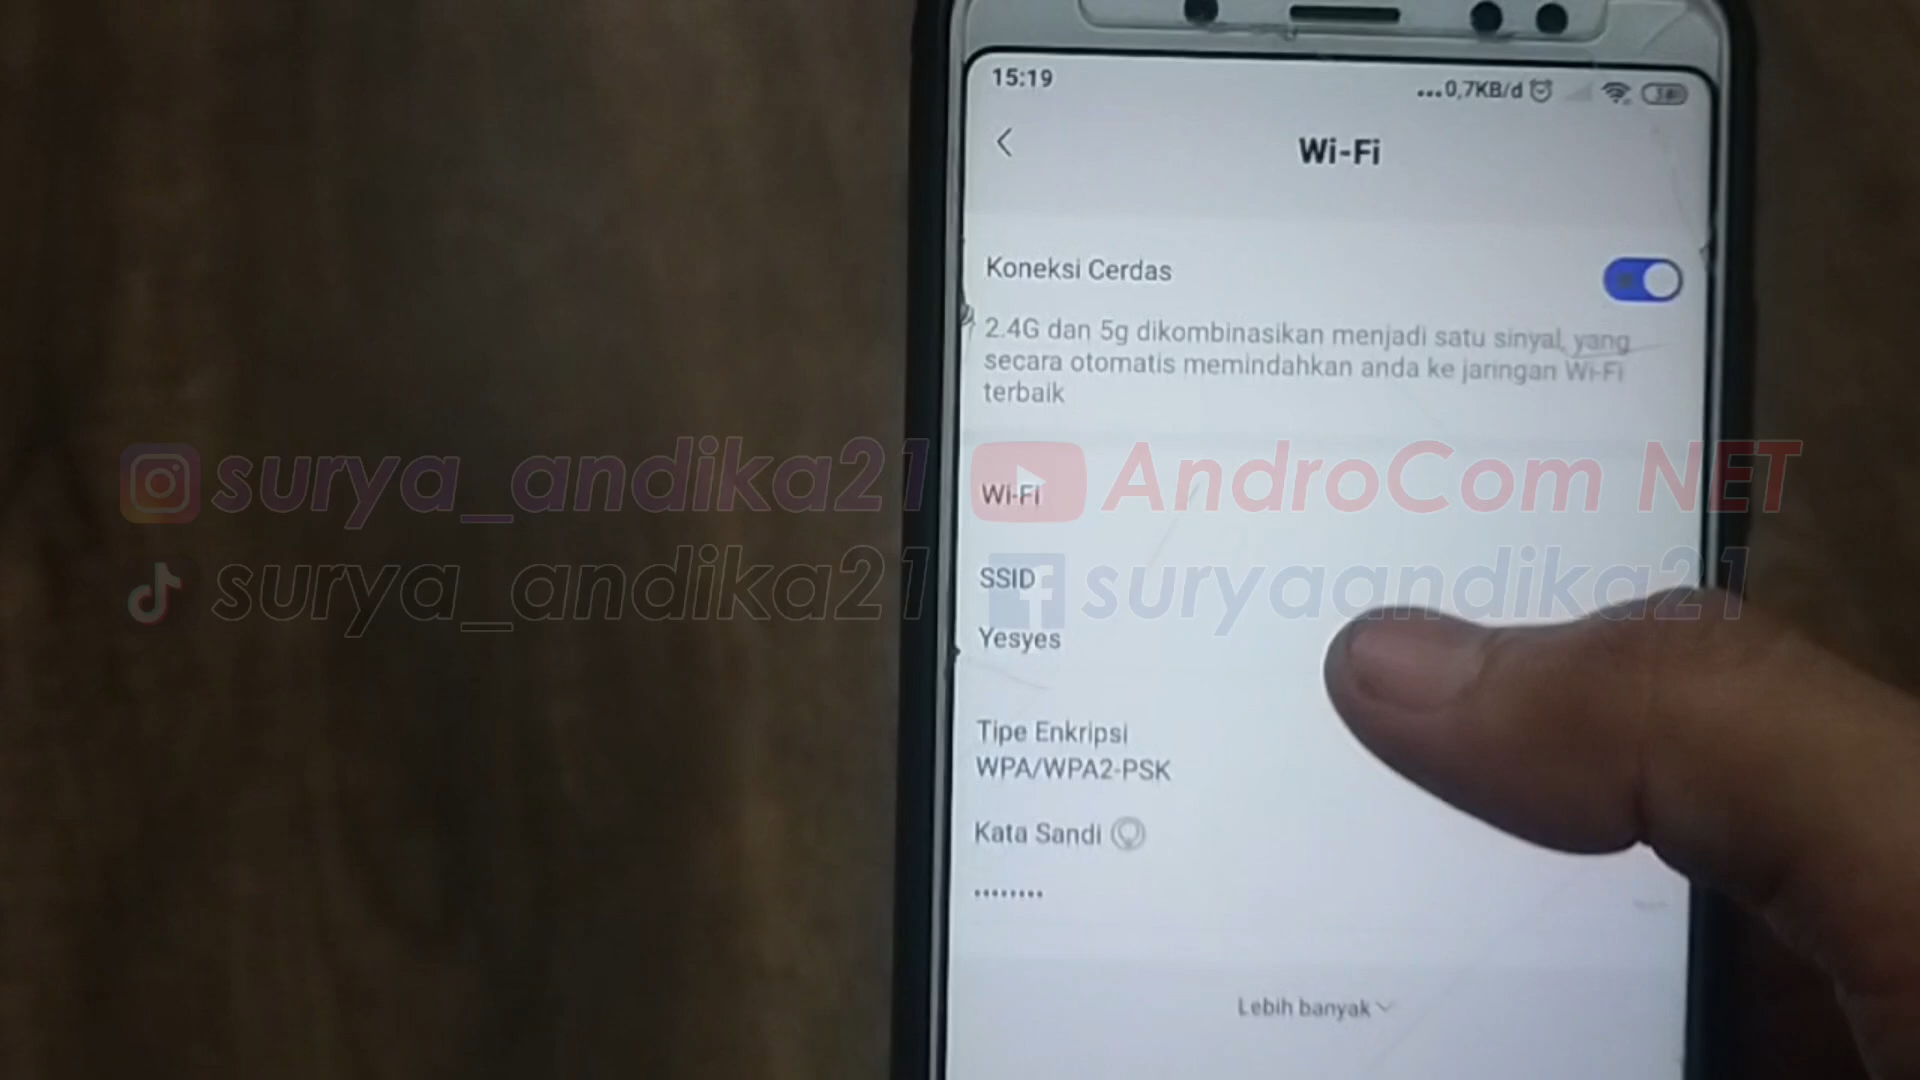 15:19
...0,7KB/d
Wi-Fi
Koneksi Cerdas
2.4G dan 5g dikombinasikan menjadi satu sinyal, yang
secara otomatis memindahkan anda ke jaringan Wi-Fi
terbaik
surya_andika21
AndroCom NET
Wi-Fi
surya_andika21
suryaandika21
SSID
Yesyes
Tipe Enkripsi
WPA/WPA2-PSK
Kata Sandi
........
Lebih banyak